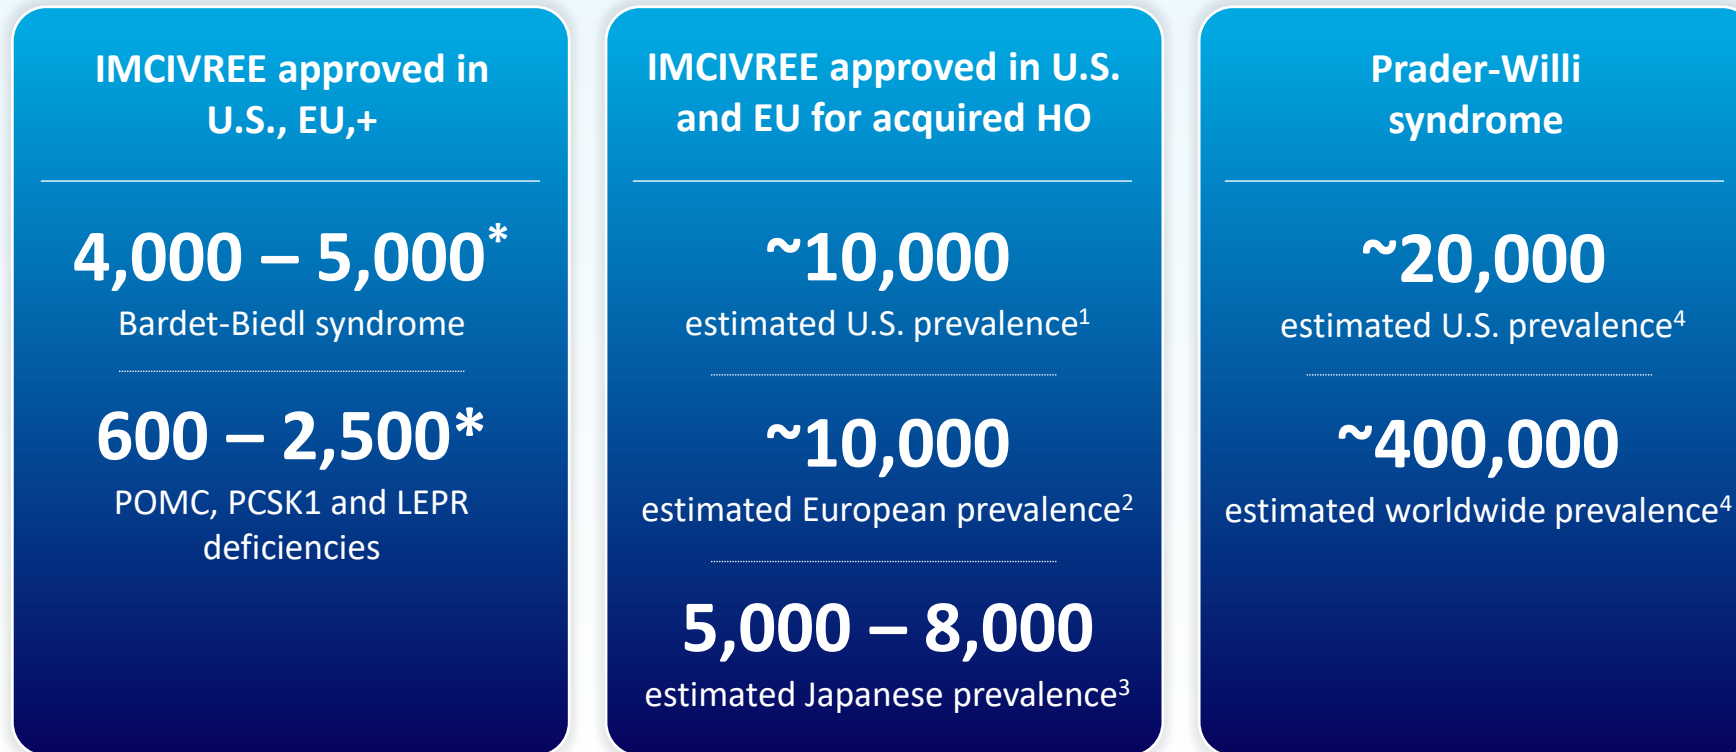 IMCIVREE approved in
U.S., EU,+
4,000 – 5,000*
Bardet-Biedl syndrome
600 – 2,500*
POMC, PCSK1 and LEPR
deficiencies
IMCIVREE approved in U.S.
and EU for acquired HO
~10,000
estimated U.S. prevalence1
~10,000
estimated European prevalence2
5,000 – 8,000
estimated Japanese prevalence3
Prader-Willi
syndrome
~20,000
estimated U.S. prevalence4
~400,000
estimated worldwide prevalence4